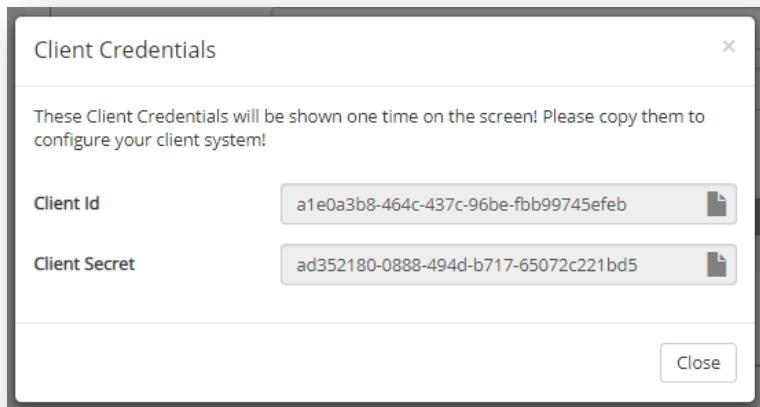 Client Credentials
×
These Client Credentials will be shown one time on the screen! Please copy them to
configure your client system!
Client Id a1e0a3b8-464c-437c-96be-fbb99745efeb
Client Secret ad352180-0888-494d-b717-65072c221bd5
Close